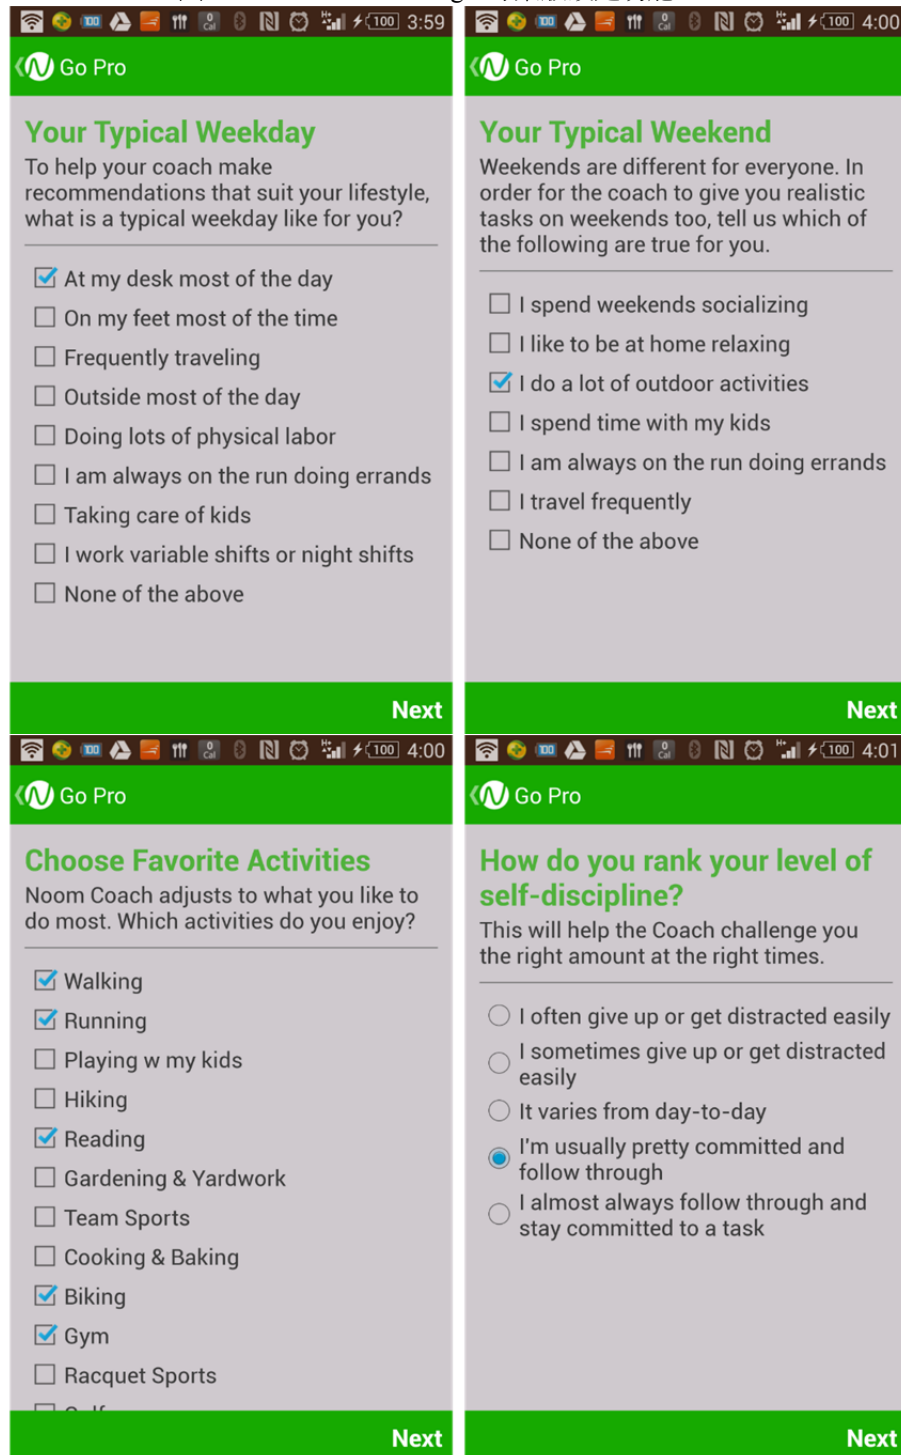 100 3:59
Go Pro
Your Typical Weekday
To help your coach make
recommendations that suit your lifestyle,
what is a typical weekday like for you?
At my desk most of the day
On my feet most of the time
Frequently traveling
Outside most of the day
Doing lots of physical labor
I am always on the run doing errands
Taking care of kids
I work variable shifts or night shifts
None of the above
Next
100 4:00
Go Pro
Your Typical Weekend
Weekends are different for everyone. In
order for the coach to give you realistic
tasks on weekends too, tell us which of
the following are true for you.
I spend weekends socializing
I like to be at home relaxing
I do a lot of outdoor activities
I spend time with my kids
I am always on the run doing errands
I travel frequently
None of the above
Next
100 4:00
Go Pro
Choose Favorite Activities
Noom Coach adjusts to what you like to
do most. Which activities do you enjoy?
Walking
Running
Playing w my kids
Hiking
Reading
Gardening & Yardwork
Team Sports
Cooking & Baking
Biking
Gym
Racquet Sports
Next
100 4:01
Go Pro
How do you rank your level of
self-discipline?
This will help the Coach challenge you
the right amount at the right times.
I often give up or get distracted easily
I sometimes give up or get distracted
easily
It varies from day-to-day
I'm usually pretty committed and
follow through
I almost always follow through and
stay committed to a task
Next